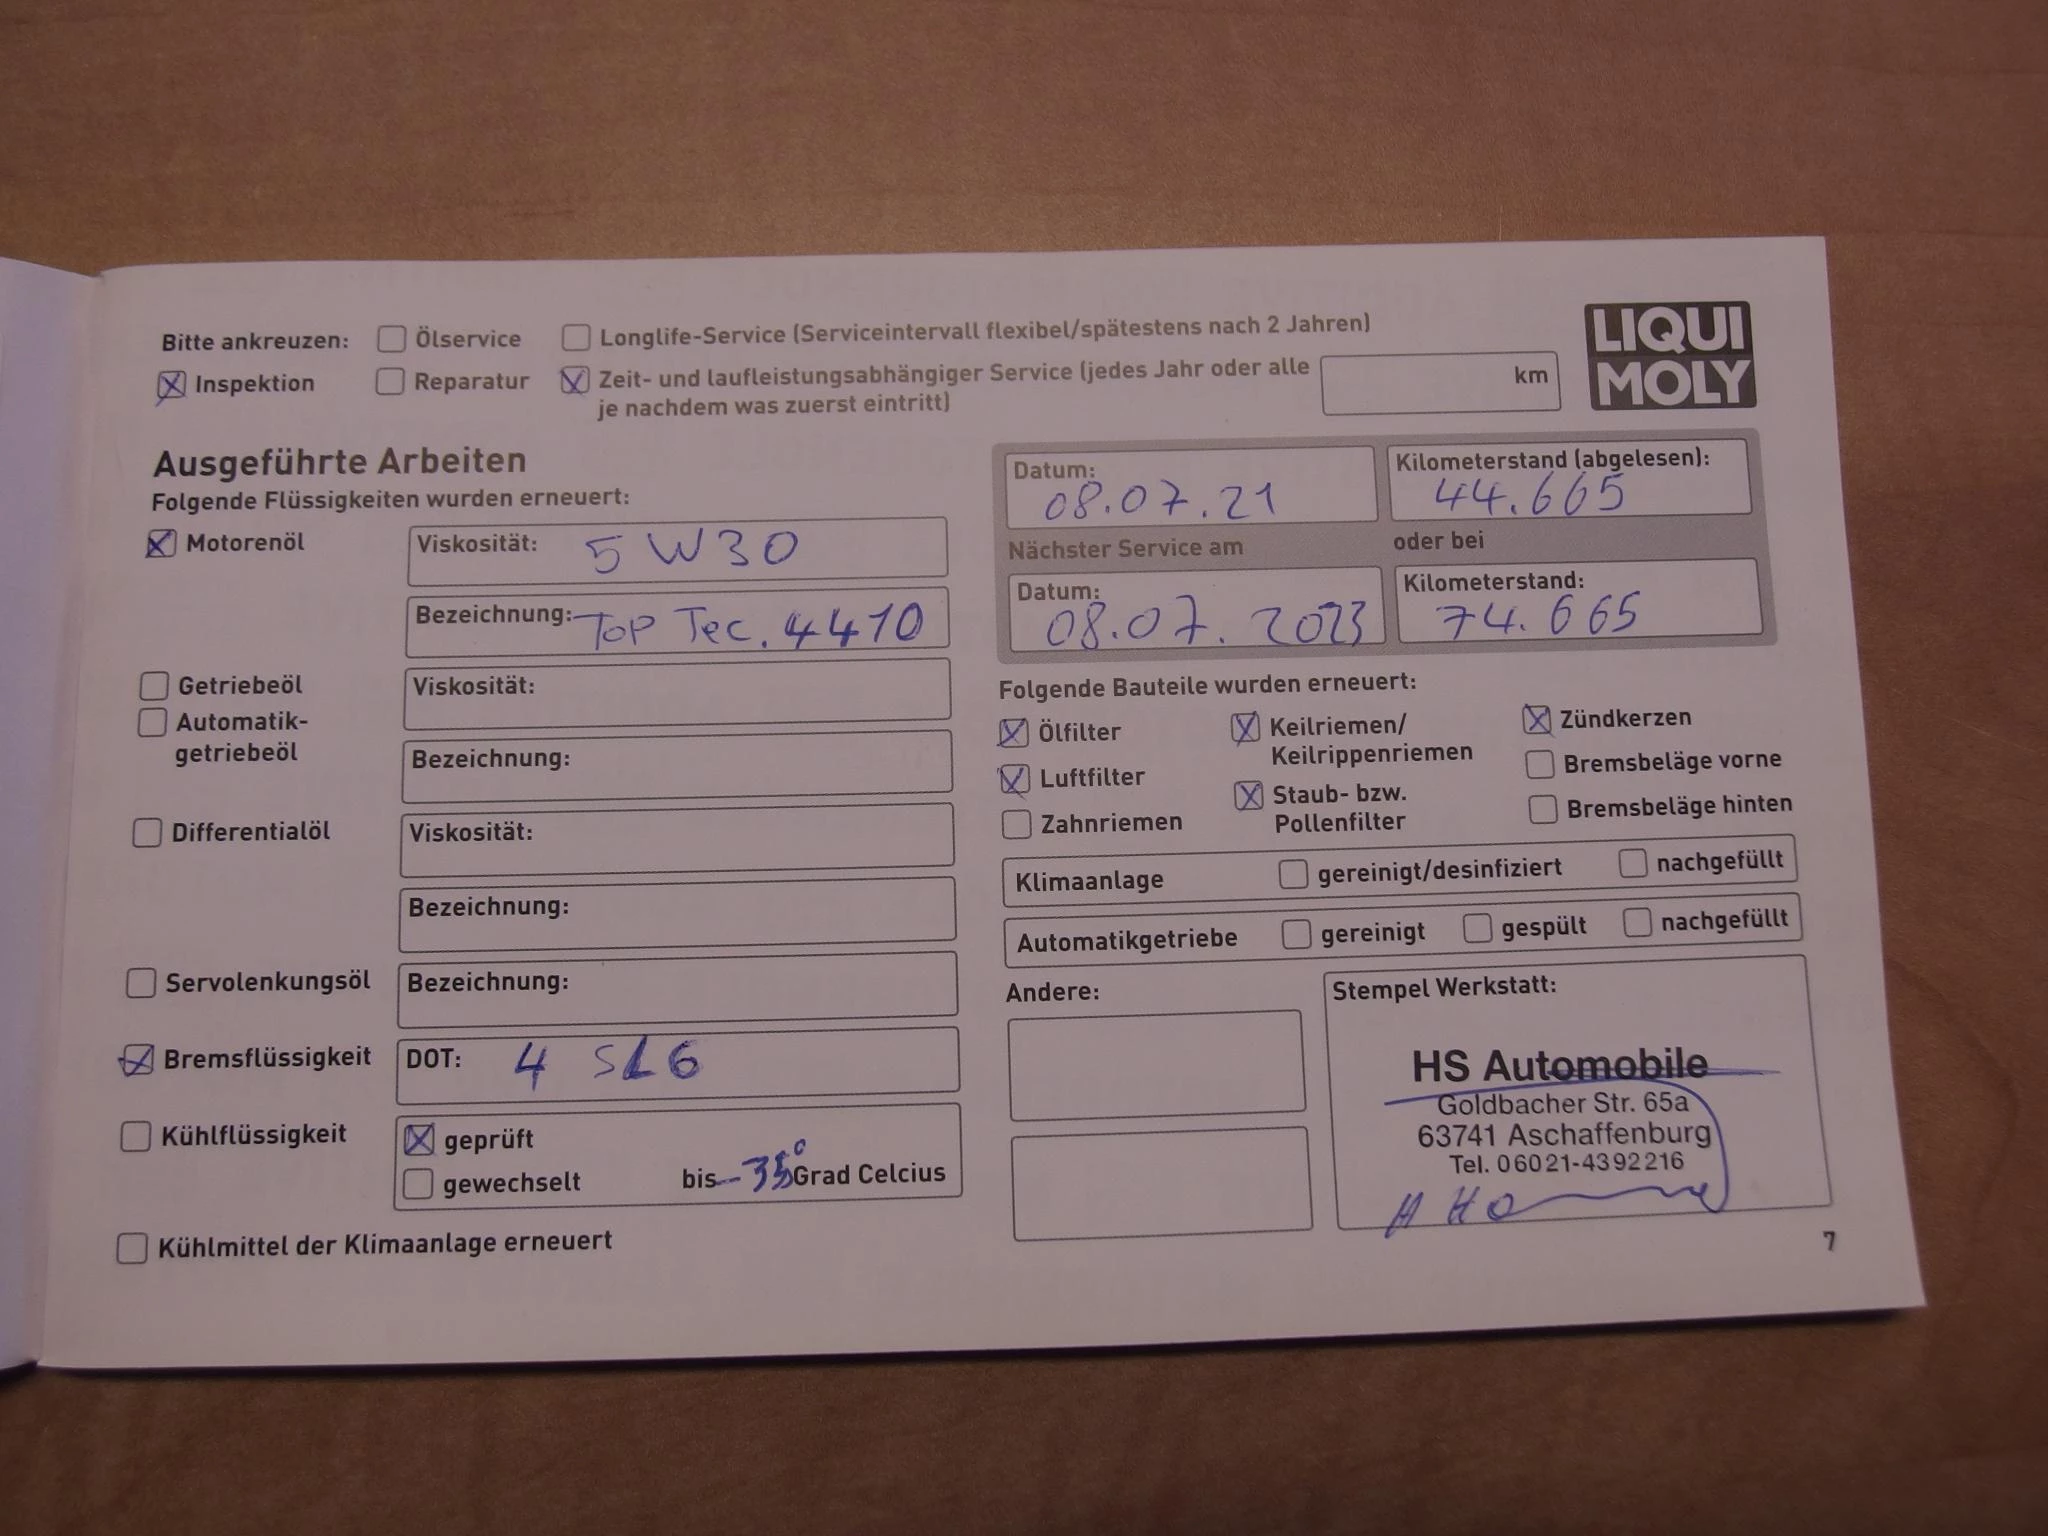 Bitte ankreuzen: Ölservice Longlife-Service (Serviceintervall flexibel/spätestens nach 2 Jahren)
Inspektion Reparatur Zeit- und laufleistungsabhängiger Service (jedes Jahr oder alle km
je nachdem was zuerst eintritt)
LIQUI
MOLY
Ausgeführte Arbeiten
Folgende Flüssigkeiten wurden erneuert:
Motorenöl Viskosität: 5 W 30
Bezeichnung: Top Tec. 4410
Getriebeöl Viskosität:
Automatik-
getriebeöl
Bezeichnung:
Differentialöl Viskosität:
Bezeichnung:
Servolenkungsöl Bezeichnung:
Bremsflüssigkeit DOT: 4 SL6
Kühlflüssigkeit geprüft
gewechselt bis -35° Grad Celcius
Kühlmittel der Klimaanlage erneuert
Datum: 08.07.21 Kilometerstand (abgelesen): 44.665
Nächster Service am oder bei
Datum: 08.07.2023 Kilometerstand: 74.665
Folgende Bauteile wurden erneuert:
Ölfilter Keilriemen/ Zündkerzen
Keilrippenriemen
Luftfilter Staub- bzw. Bremsbeläge vorne
Zahnriemen Pollenfilter Bremsbeläge hinten
Klimaanlage gereinigt/desinfiziert nachgefüllt
Automatikgetriebe gereinigt gespült nachgefüllt
Andere: Stempel Werkstatt:
HS Automobile
Goldbacher Str. 65a
63741 Aschaffenburg
Tel. 06021-4392216
7